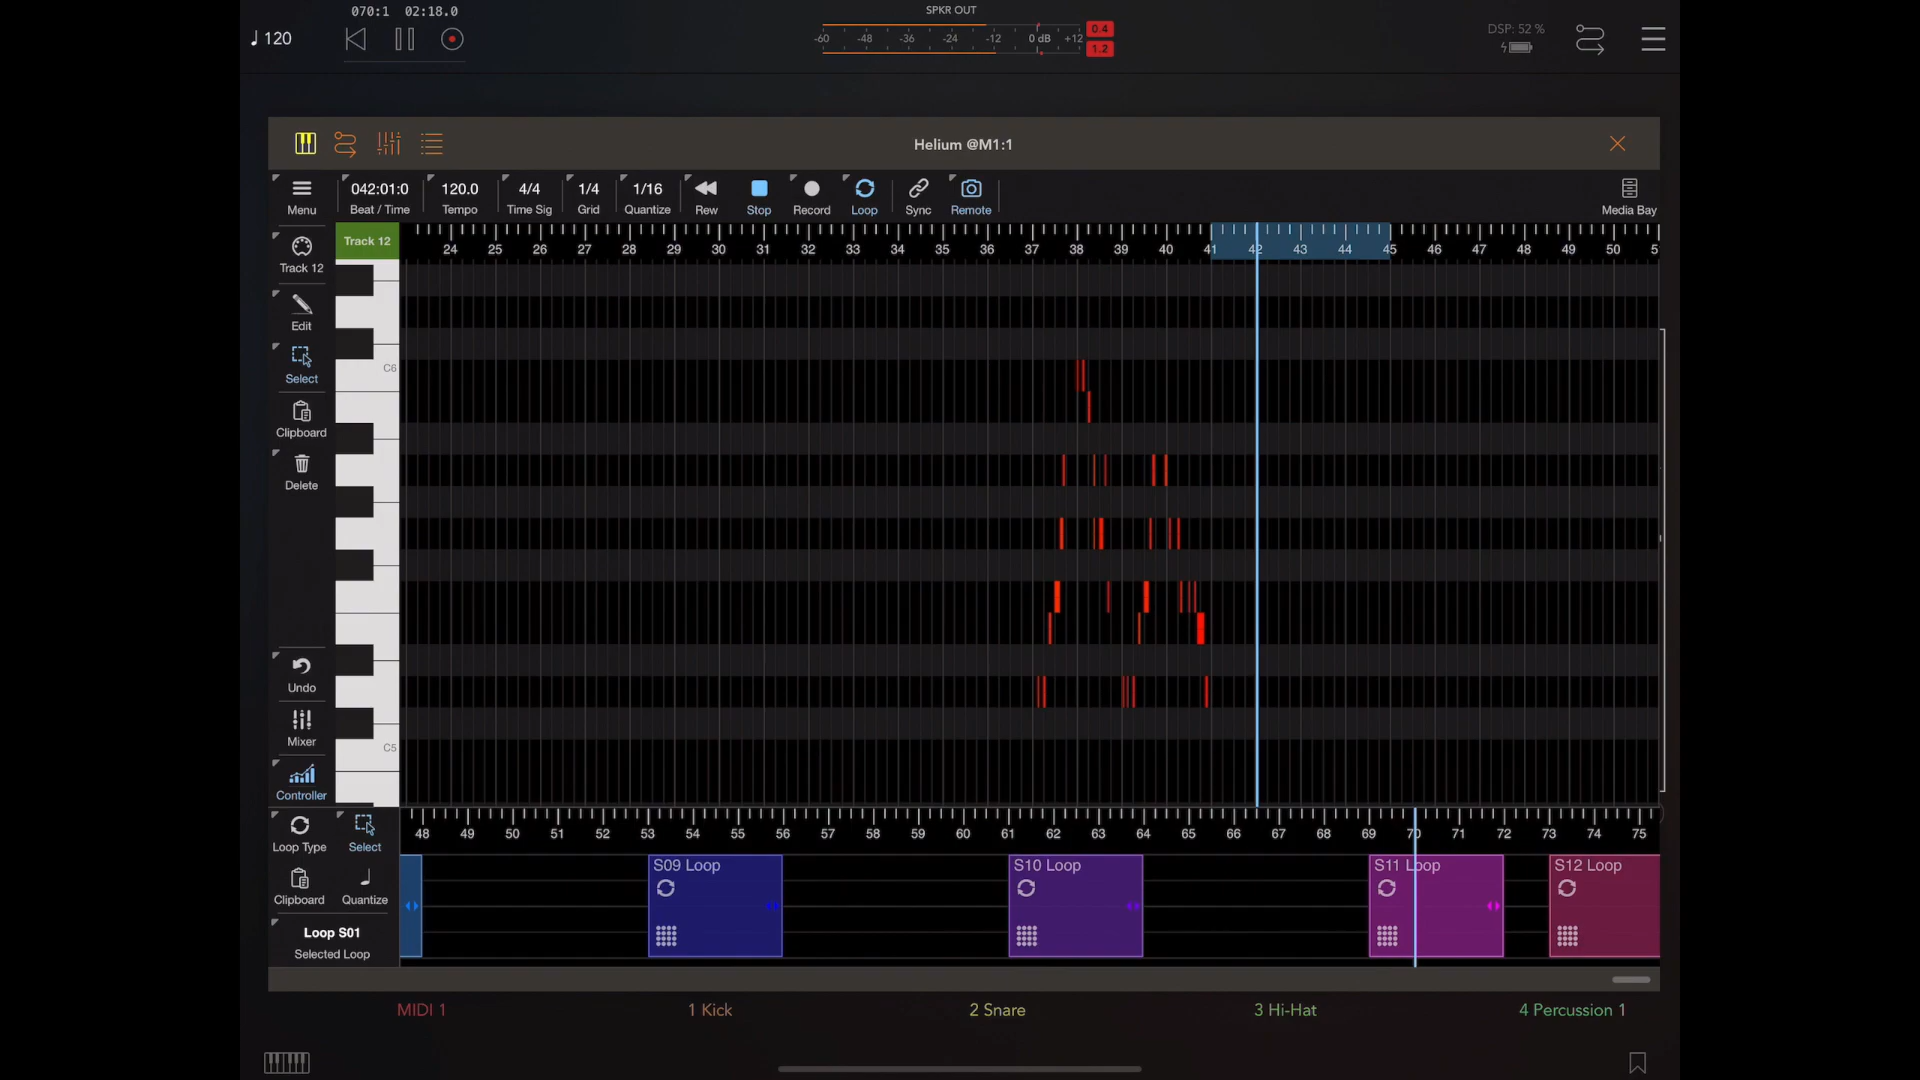 070:1 02:18.0
SPKR OUT
♩ 120
-60 -48 -36 -24 -12 0 dB +12
0.4
1.2
DSP: 52 %
Helium @M1:1
Menu
042:01:0
Beat / Time
120.0
Tempo
4/4
Time Sig
1/4
Grid
1/16
Quantize
Rew
Stop
Record
Loop
Sync
Remote
Media Bay
Track 12
24 25 26 27 28 29 30 31 32 33 34 35 36 37 38 39 40 41 42 43 44 45 46 47 48 49 50
Track 12
Edit
Select
C6
Clipboard
Delete
Undo
Mixer
C5
Controller
Loop Type
Select
48 49 50 51 52 53 54 55 56 57 58 59 60 61 62 63 64 65 66 67 68 69 70 71 72 73 74 75
S09 Loop
S10 Loop
S11 Loop
S12 Loop
Clipboard
Quantize
Loop S01
Selected Loop
MIDI 1
1 Kick
2 Snare
3 Hi-Hat
4 Percussion 1